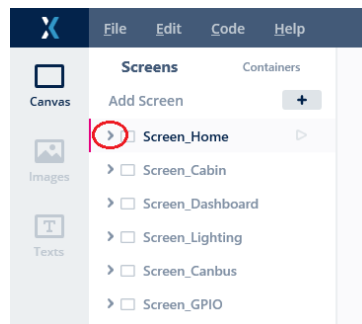 File Edit Code Help
Screens Containers
Canvas
Add Screen +
Screen_Home
Images
Screen_Cabin
Screen_Dashboard
Texts
Screen_Lighting
Screen_Canbus
Screen_GPIO